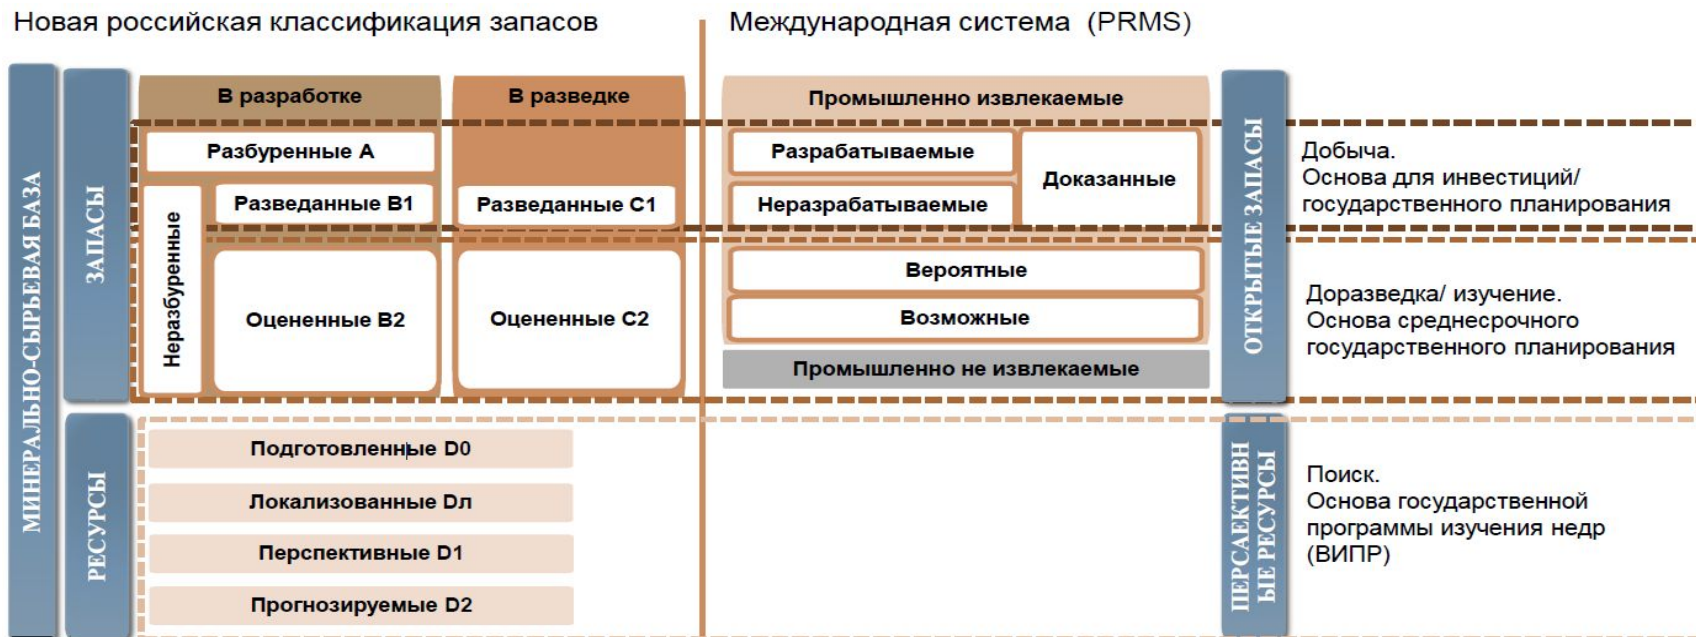 Новая российская классификация запасов
Международная система (PRMS)
МИНЕРАЛЬНО-СЫРЬЕВАЯ БАЗА
ЗАПАСЫ
В разработке
В разведке
Разбуренные А
Неразбуренные
Разведанные В1
Разведанные С1
Оцененные В2
Оцененные С2
Промышленно извлекаемые
Разрабатываемые
Доказанные
Неразрабатываемые
Вероятные
Возможные
Промышленно не извлекаемые
ОТКРЫТЫЕ ЗАПАСЫ
Добыча.
Основа для инвестиций/
государственного планирования
Доразведка/ изучение.
Основа среднесрочного
государственного планирования
РЕСУРСЫ
Подготовленные D0
Локализованные Dл
Перспективные D1
Прогнозируемые D2
ПЕРСАЕКТИВН
ЫЕ РЕСУРСЫ
Поиск.
Основа государственной
программы изучения недр
(ВИПР)